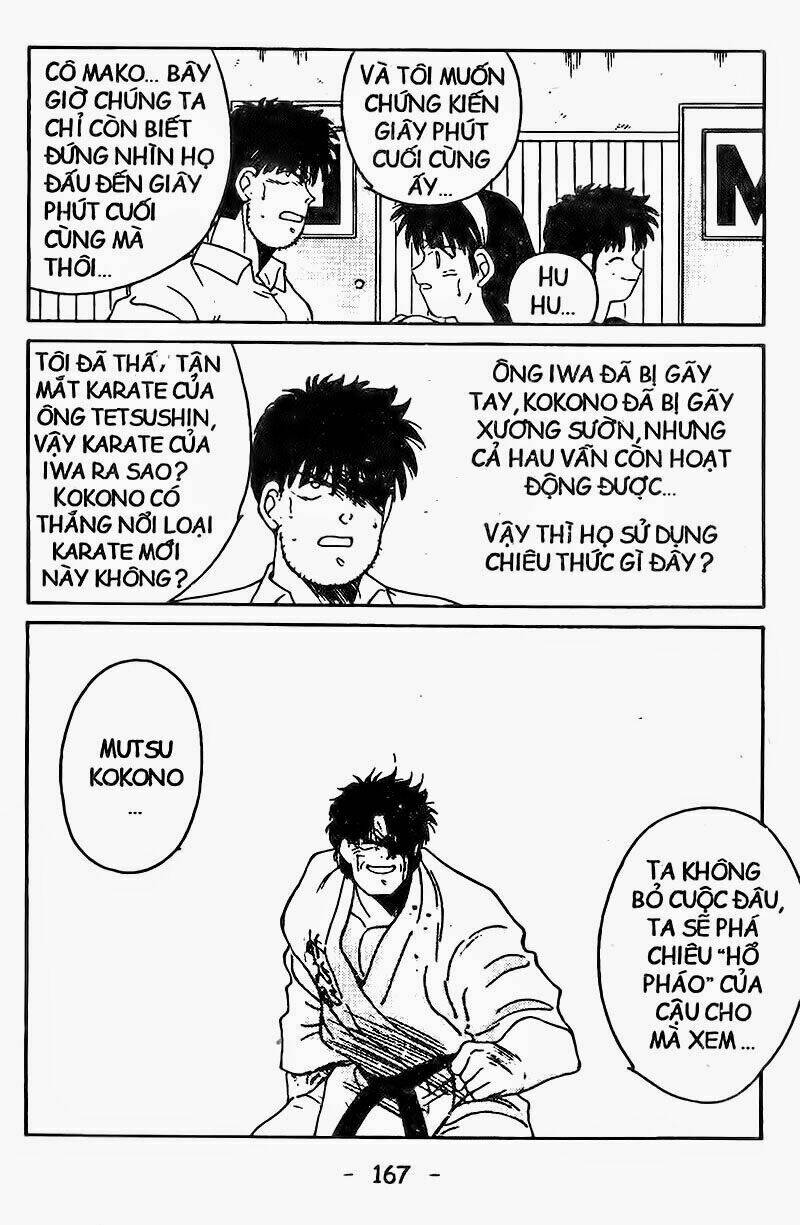 CÔ MAKO... BÂY
GIỜ CHÚNG TA
CHỈ CÒN BIẾT
ĐỨNG NHÌN HỌ
ĐẤU ĐẾN GIÂY
PHÚT CUỐI
CÙNG MÀ
THÔI...
VÀ TÔI MUỐN
CHỨNG KIẾN
GIÂY PHÚT
CUỐI CÙNG
ẤY...
HU
HU...
M
TÔI ĐÃ THẤ, TẬN
MẮT KARATE CỦA
ÔNG TETSUSHIN,
VẬY KARATE CỦA
IWA RA SAO?
KOKONO CÓ
THẮNG NỔI LOẠI
KARATE MỚI
NÀY KHÔNG?
ÔNG IWA ĐÃ BỊ GÃY
TAY, KOKONO ĐÃ BỊ GÃY
XƯƠNG SƯỜN, NHƯNG
CẢ HAU VẪN CÒN HOẠT
ĐỘNG ĐƯỢC...
VẬY THÌ HỌ SỬ DỤNG
CHIÊU THỨC GÌ ĐÂY?
MUTSU
KOKONO
...
TA KHÔNG
BỎ CUỘC ĐÂU,
TA SẼ PHÁ
CHIÊU “HỔ
PHÁO” CỦA
CẬU CHO
MÀ XEM...
- 167 -